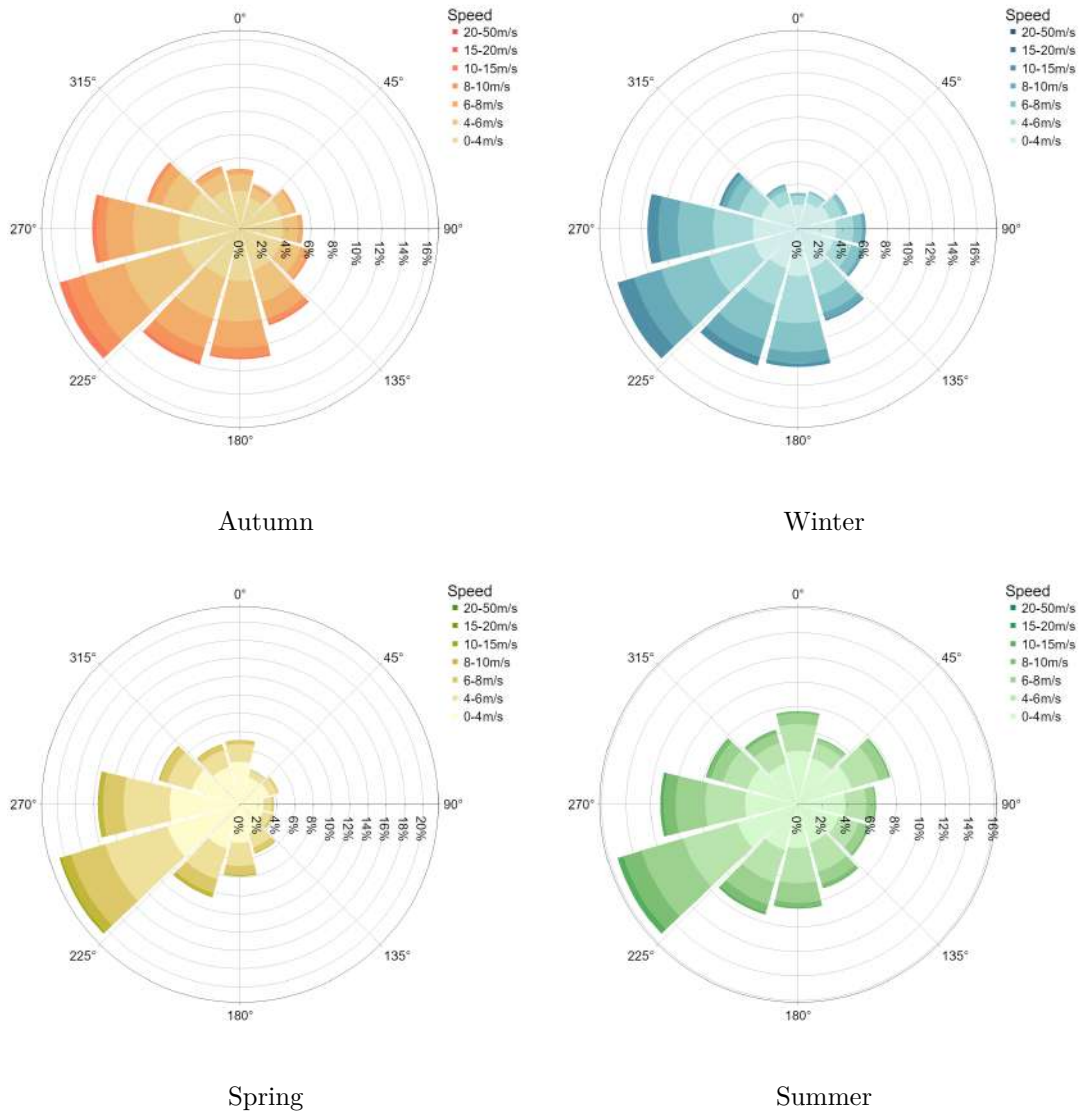 0°
45°
90°
135°
180°
225°
270°
315°
0% 2% 4% 6% 8% 10% 12% 14% 16%
Speed
20-50m/s
15-20m/s
10-15m/s
8-10m/s
6-8m/s
4-6m/s
0-4m/s
Autumn
0°
45°
90°
135°
180°
225°
270°
315°
0% 2% 4% 6% 8% 10% 12% 14% 16%
Speed
20-50m/s
15-20m/s
10-15m/s
8-10m/s
6-8m/s
4-6m/s
0-4m/s
Winter
0°
45°
90°
135°
180°
225°
270°
315°
0% 2% 4% 6% 8% 10% 12% 14% 16% 18% 20%
Speed
20-50m/s
15-20m/s
10-15m/s
8-10m/s
6-8m/s
4-6m/s
0-4m/s
Spring
0°
45°
90°
135°
180°
225°
270°
315°
0% 2% 4% 6% 8% 10% 12% 14% 16%
Speed
20-50m/s
15-20m/s
10-15m/s
8-10m/s
6-8m/s
4-6m/s
0-4m/s
Summer